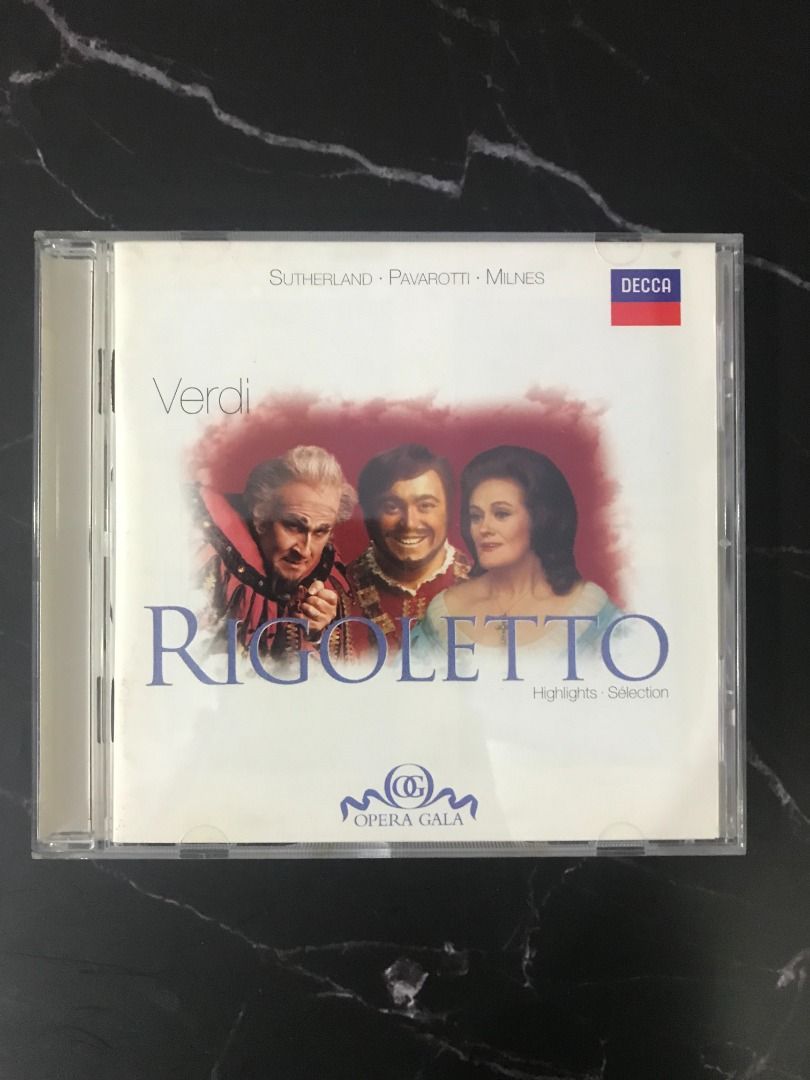 SUTHERLAND · PAVAROTTI · MILNES
DECCA
Verdi
RIGOLETTO
Highlights · Sélection
OG
OPERA GALA